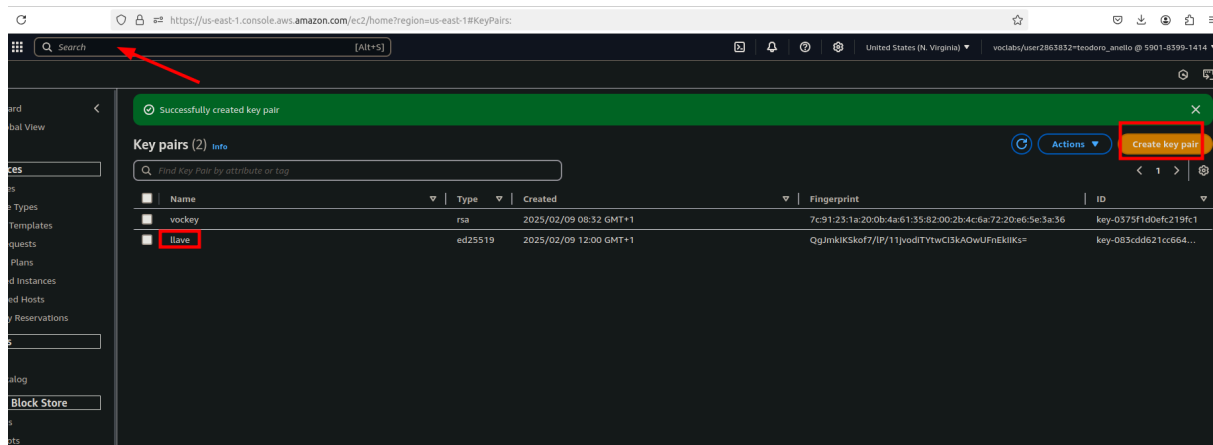 https://us-east-1.console.aws.amazon.com/ec2/home?region=us-east-1#KeyPairs:
Search [Alt+S] United States (N. Virginia) voclabs/user2863832=teodoro_anello @ 5901-8399-1414
ard
bal View
ces
es
e Types
Templates
quests
Plans
d Instances
ed Hosts
y Reservations
s
talog
Block Store
s
ots
Successfully created key pair
Key pairs (2) Info
Actions Create key pair
Find Key Pair by attribute or tag
1
Name Type Created Fingerprint ID
vockey rsa 2025/02/09 08:32 GMT+1 7c:91:23:1a:20:0b:4a:61:35:82:00:2b:4c:6a:72:20:e6:5e:3a:36 key-0375f1d0efc219fc1
llave ed25519 2025/02/09 12:00 GMT+1 QgJmkIKSkof7/lP/11jvodiTYtwCI3kAOwUFnEkIIKs= key-083cdd621cc664...